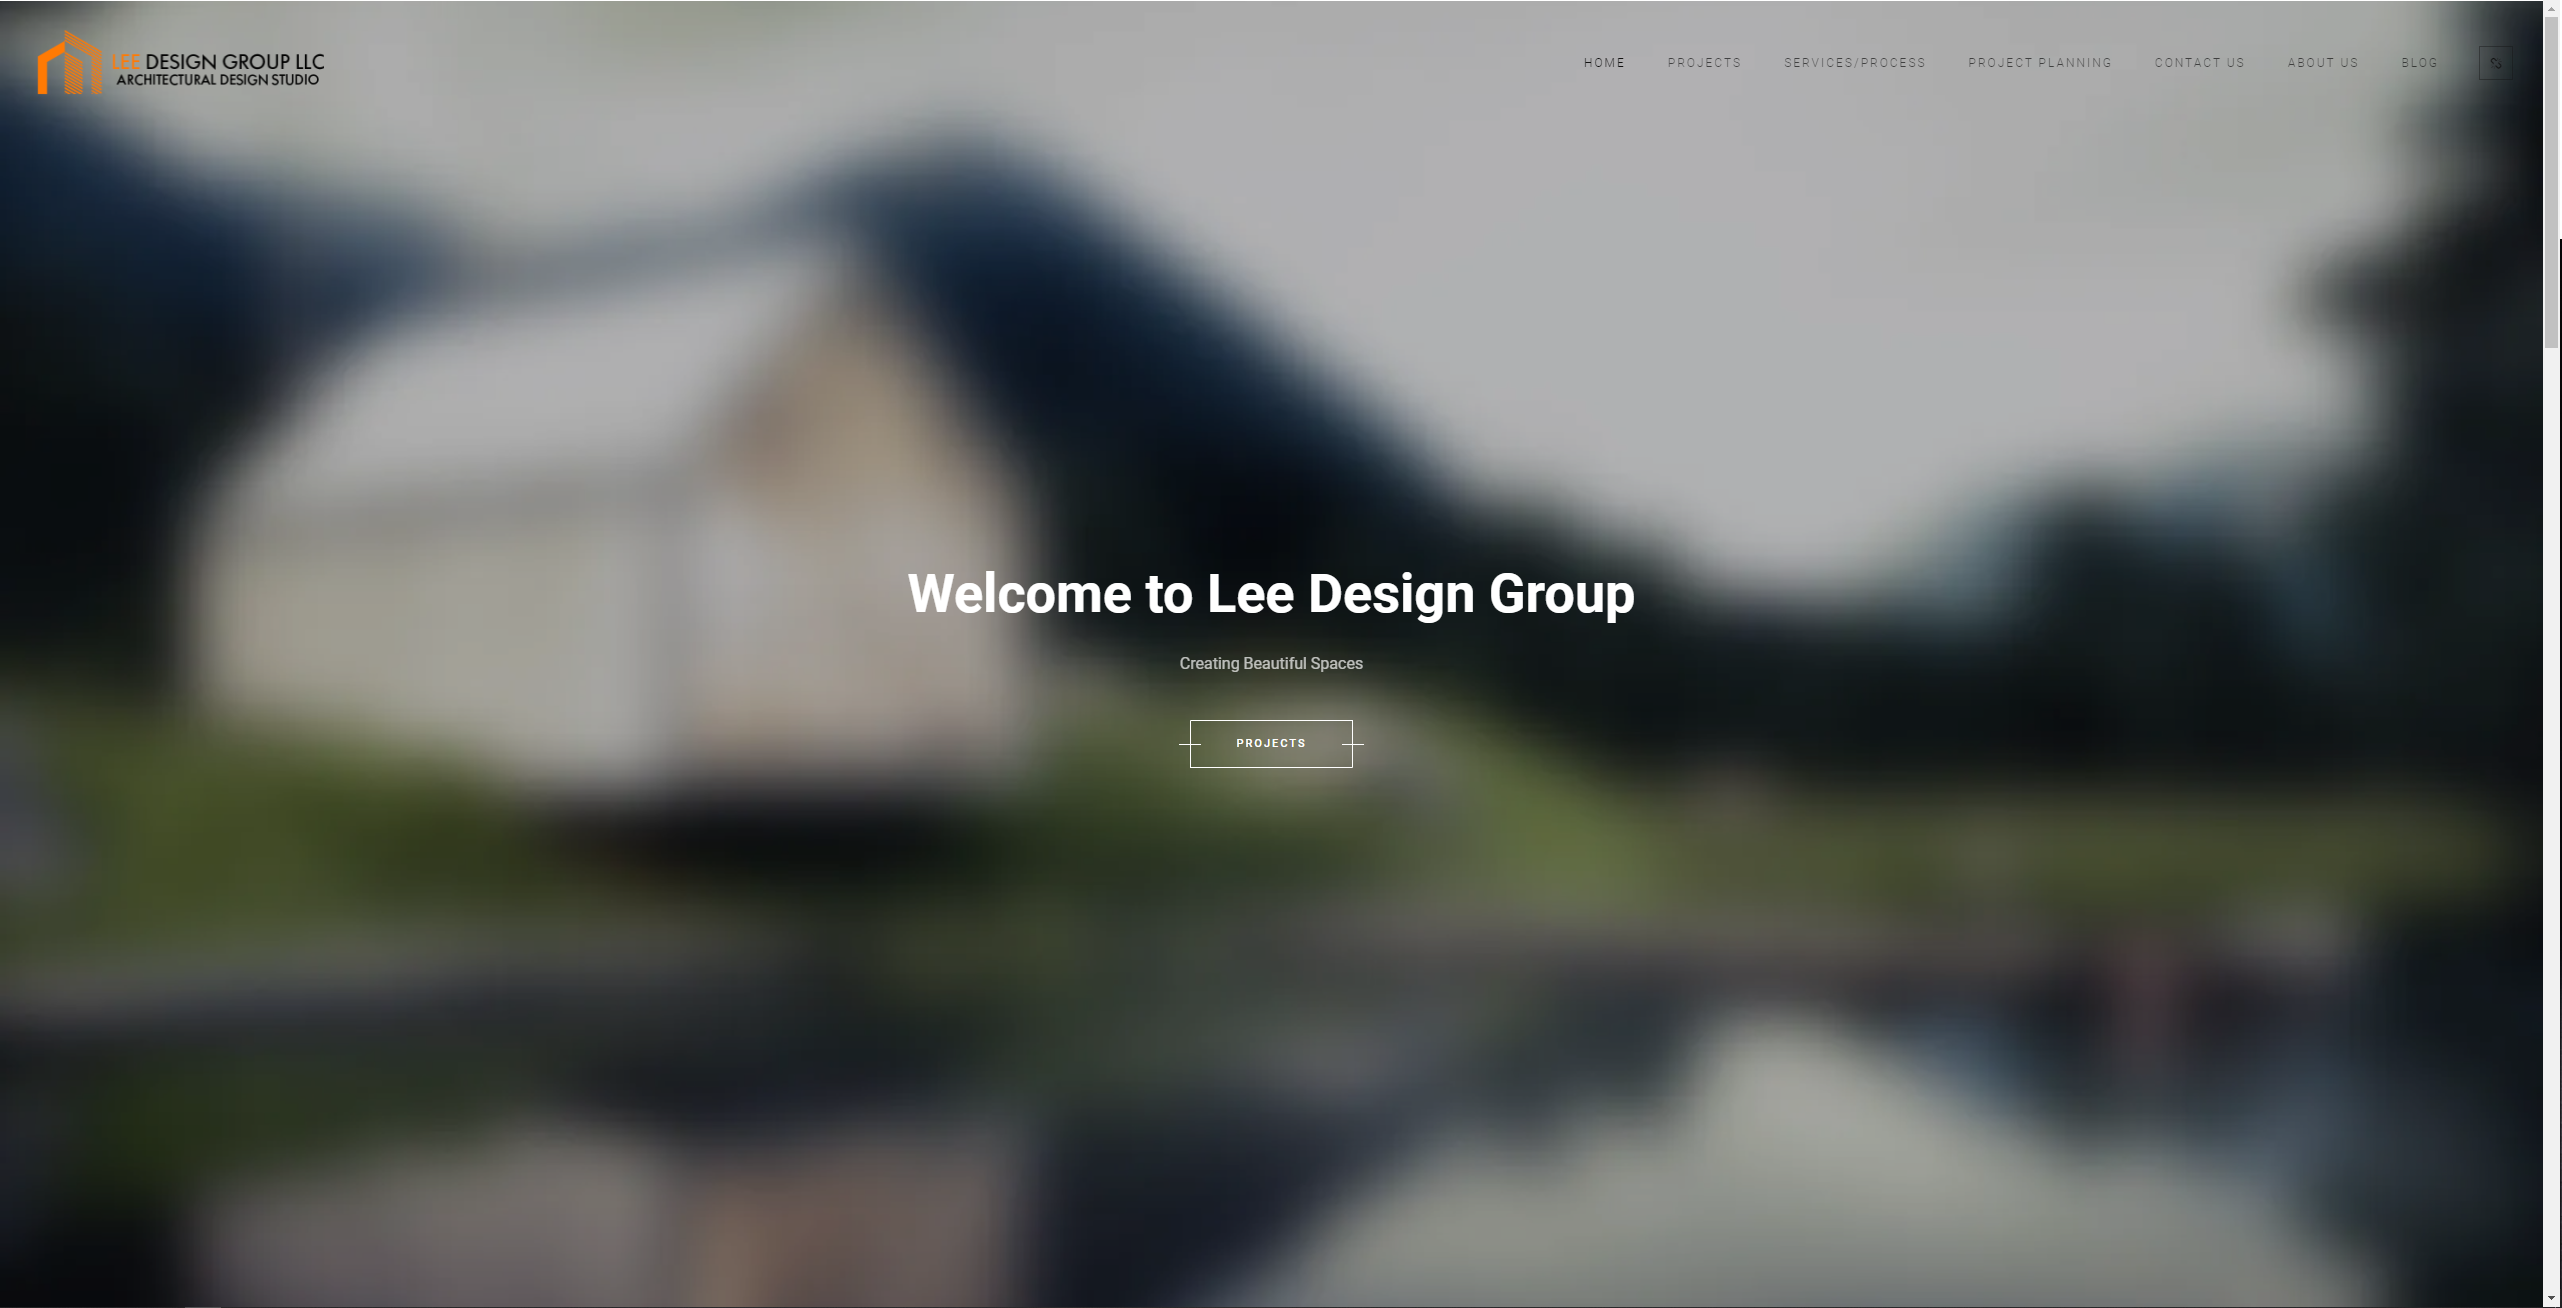 LEE DESIGN GROUP LLC
ARCHITECTURAL DESIGN STUDIO
HOME
PROJECTS
SERVICES/PROCESS
PROJECT PLANNING
CONTACT US
ABOUT US
BLOG
Welcome to Lee Design Group
Creating Beautiful Spaces
PROJECTS